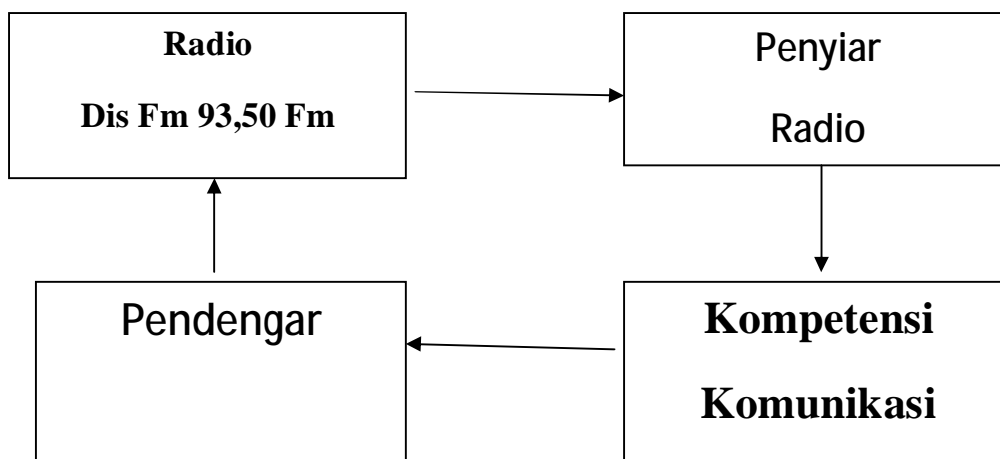 Radio
Dis Fm 93,50 Fm
Penyiar
Radio
Pendengar
Kompetensi
Komunikasi